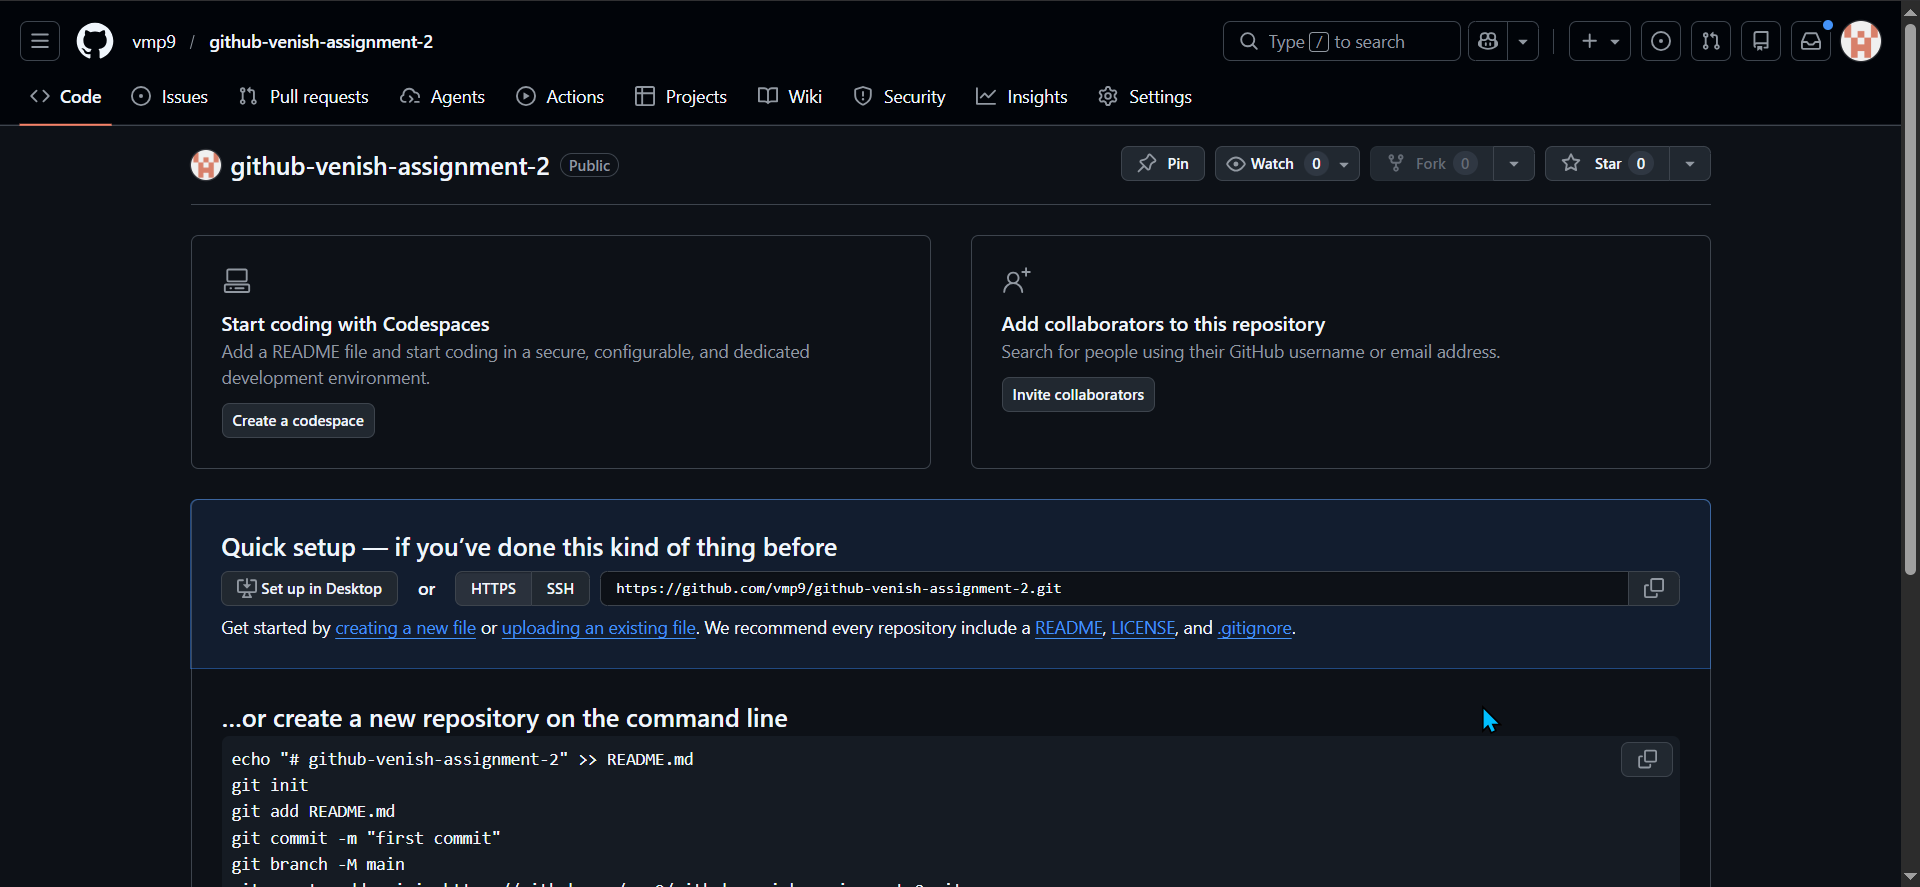 vmp9 / github-venish-assignment-2
Type / to search
Code Issues Pull requests Agents Actions Projects Wiki Security Insights Settings
github-venish-assignment-2 Public
Pin Watch 0 Fork 0 Star 0
Start coding with Codespaces
Add a README file and start coding in a secure, configurable, and dedicated
development environment.
Create a codespace
Add collaborators to this repository
Search for people using their GitHub username or email address.
Invite collaborators
Quick setup — if you’ve done this kind of thing before
Set up in Desktop or HTTPS SSH https://github.com/vmp9/github-venish-assignment-2.git
Get started by creating a new file or uploading an existing file. We recommend every repository include a README, LICENSE, and .gitignore.
...or create a new repository on the command line
echo "# github-venish-assignment-2" >> README.md
git init
git add README.md
git commit -m "first commit"
git branch -M main